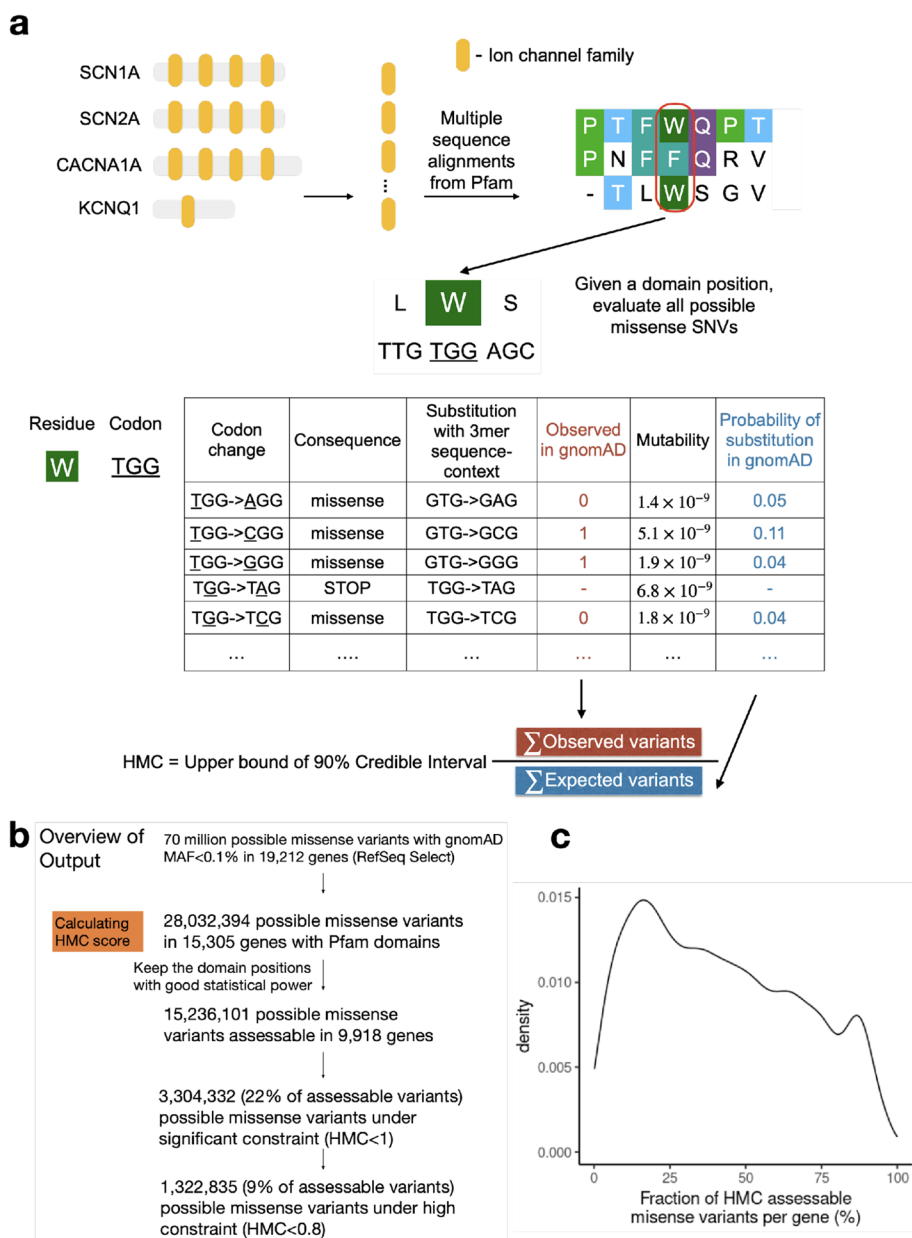 a
- Ion channel family
SCN1A
SCN2A
CACNA1A
KCNQ1
Multiple
sequence
alignments
from Pfam
...
P T F W Q P T
P N F F Q R V
- T L W S G V
L W S
TTG TGG AGC
Given a domain position,
evaluate all possible
missense SNVs
Residue Codon
W TGG
Codon change Consequence Substitution with 3mer sequence-context Observed in gnomAD Mutability Probability of substitution in gnomAD
TGG->AGG missense GTG->GAG 0 1.4 × 10⁻⁹ 0.05
TGG->CGG missense GTG->GCG 1 5.1 × 10⁻⁹ 0.11
TGG->GGG missense GTG->GGG 1 1.9 × 10⁻⁹ 0.04
TGG->TAG STOP TGG->TAG - 6.8 × 10⁻⁹ -
TGG->TCG missense TGG->TCG 0 1.8 × 10⁻⁹ 0.04
... .... ... ... ... ...
HMC = Upper bound of 90% Credible Interval
∑Observed variants
∑Expected variants
b
Overview of
Output
70 million possible missense variants with gnomAD
MAF<0.1% in 19,212 genes (RefSeq Select)
Calculating
HMC score
28,032,394 possible missense variants
in 15,305 genes with Pfam domains
Keep the domain positions
with good statistical power
15,236,101 possible missense
variants assessable in 9,918 genes
3,304,332 (22% of assessable variants)
possible missense variants under
significant constraint (HMC<1)
1,322,835 (9% of assessable variants)
possible missense variants under high
constraint (HMC<0.8)
c
0.015
0.010
0.005
0.000
density
0 25 50 75 100
Fraction of HMC assessable
misense variants per gene (%)